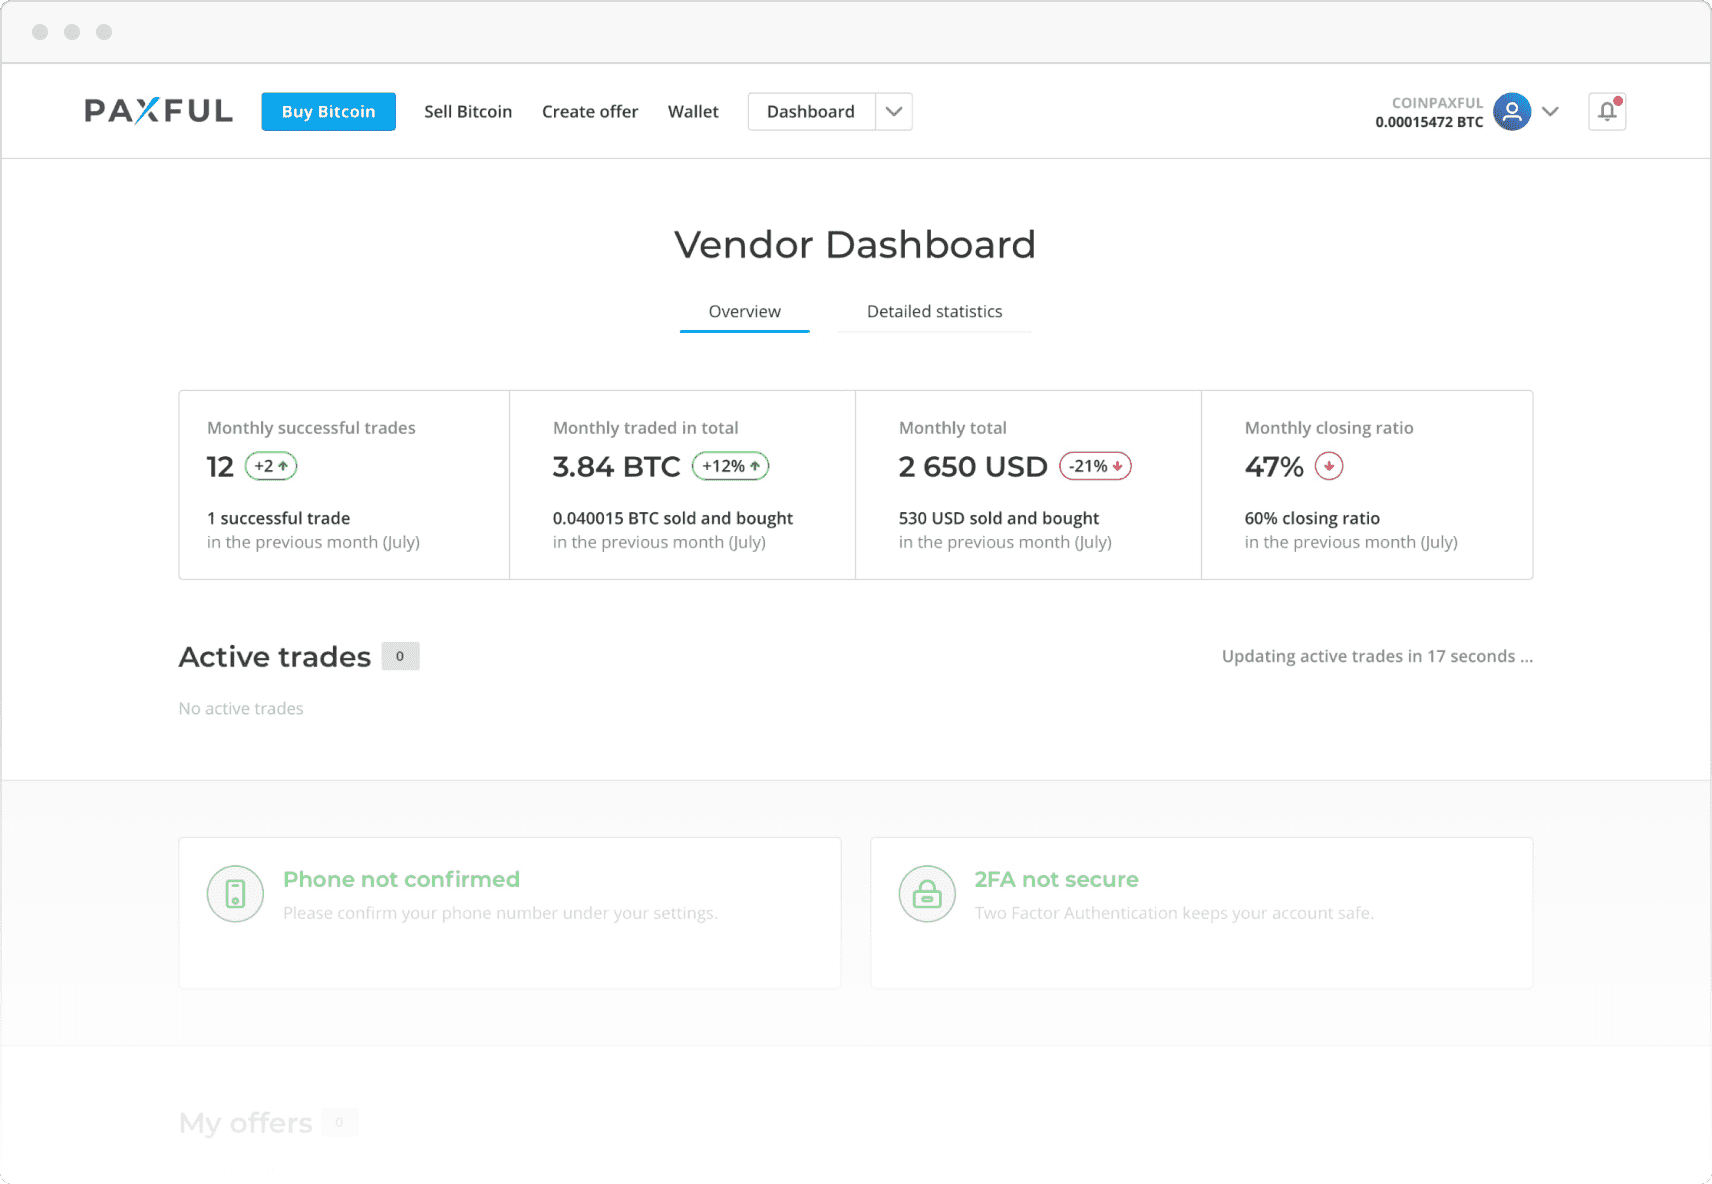 PAXFUL Buy Bitcoin Sell Bitcoin Create offer Wallet Dashboard COINPAXFUL
0.00015472 BTC
Vendor Dashboard
Overview Detailed statistics
Monthly successful trades
12 +2
1 successful trade
in the previous month (July)
Monthly traded in total
3.84 BTC +12%
0.040015 BTC sold and bought
in the previous month (July)
Monthly total
2 650 USD -21%
530 USD sold and bought
in the previous month (July)
Monthly closing ratio
47%
60% closing ratio
in the previous month (July)
Active trades 0 Updating active trades in 17 seconds ...
No active trades
Phone not confirmed
Please confirm your phone number under your settings.
2FA not secure
Two Factor Authentication keeps your account safe.
My offers 0